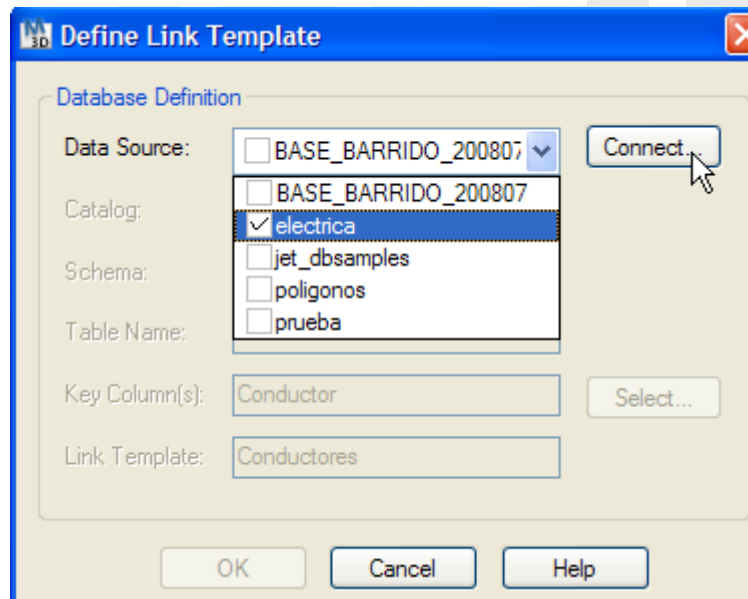 M
3D
Define Link Template
Database Definition
Data Source:
BASE_BARRIDO_200807
Connect...
BASE_BARRIDO_200807
electrica
jet_dbsamples
poligonos
prueba
Catalog:
Schema:
Table Name:
Key Column(s):
Conductor
Select...
Link Template:
Conductores
OK
Cancel
Help